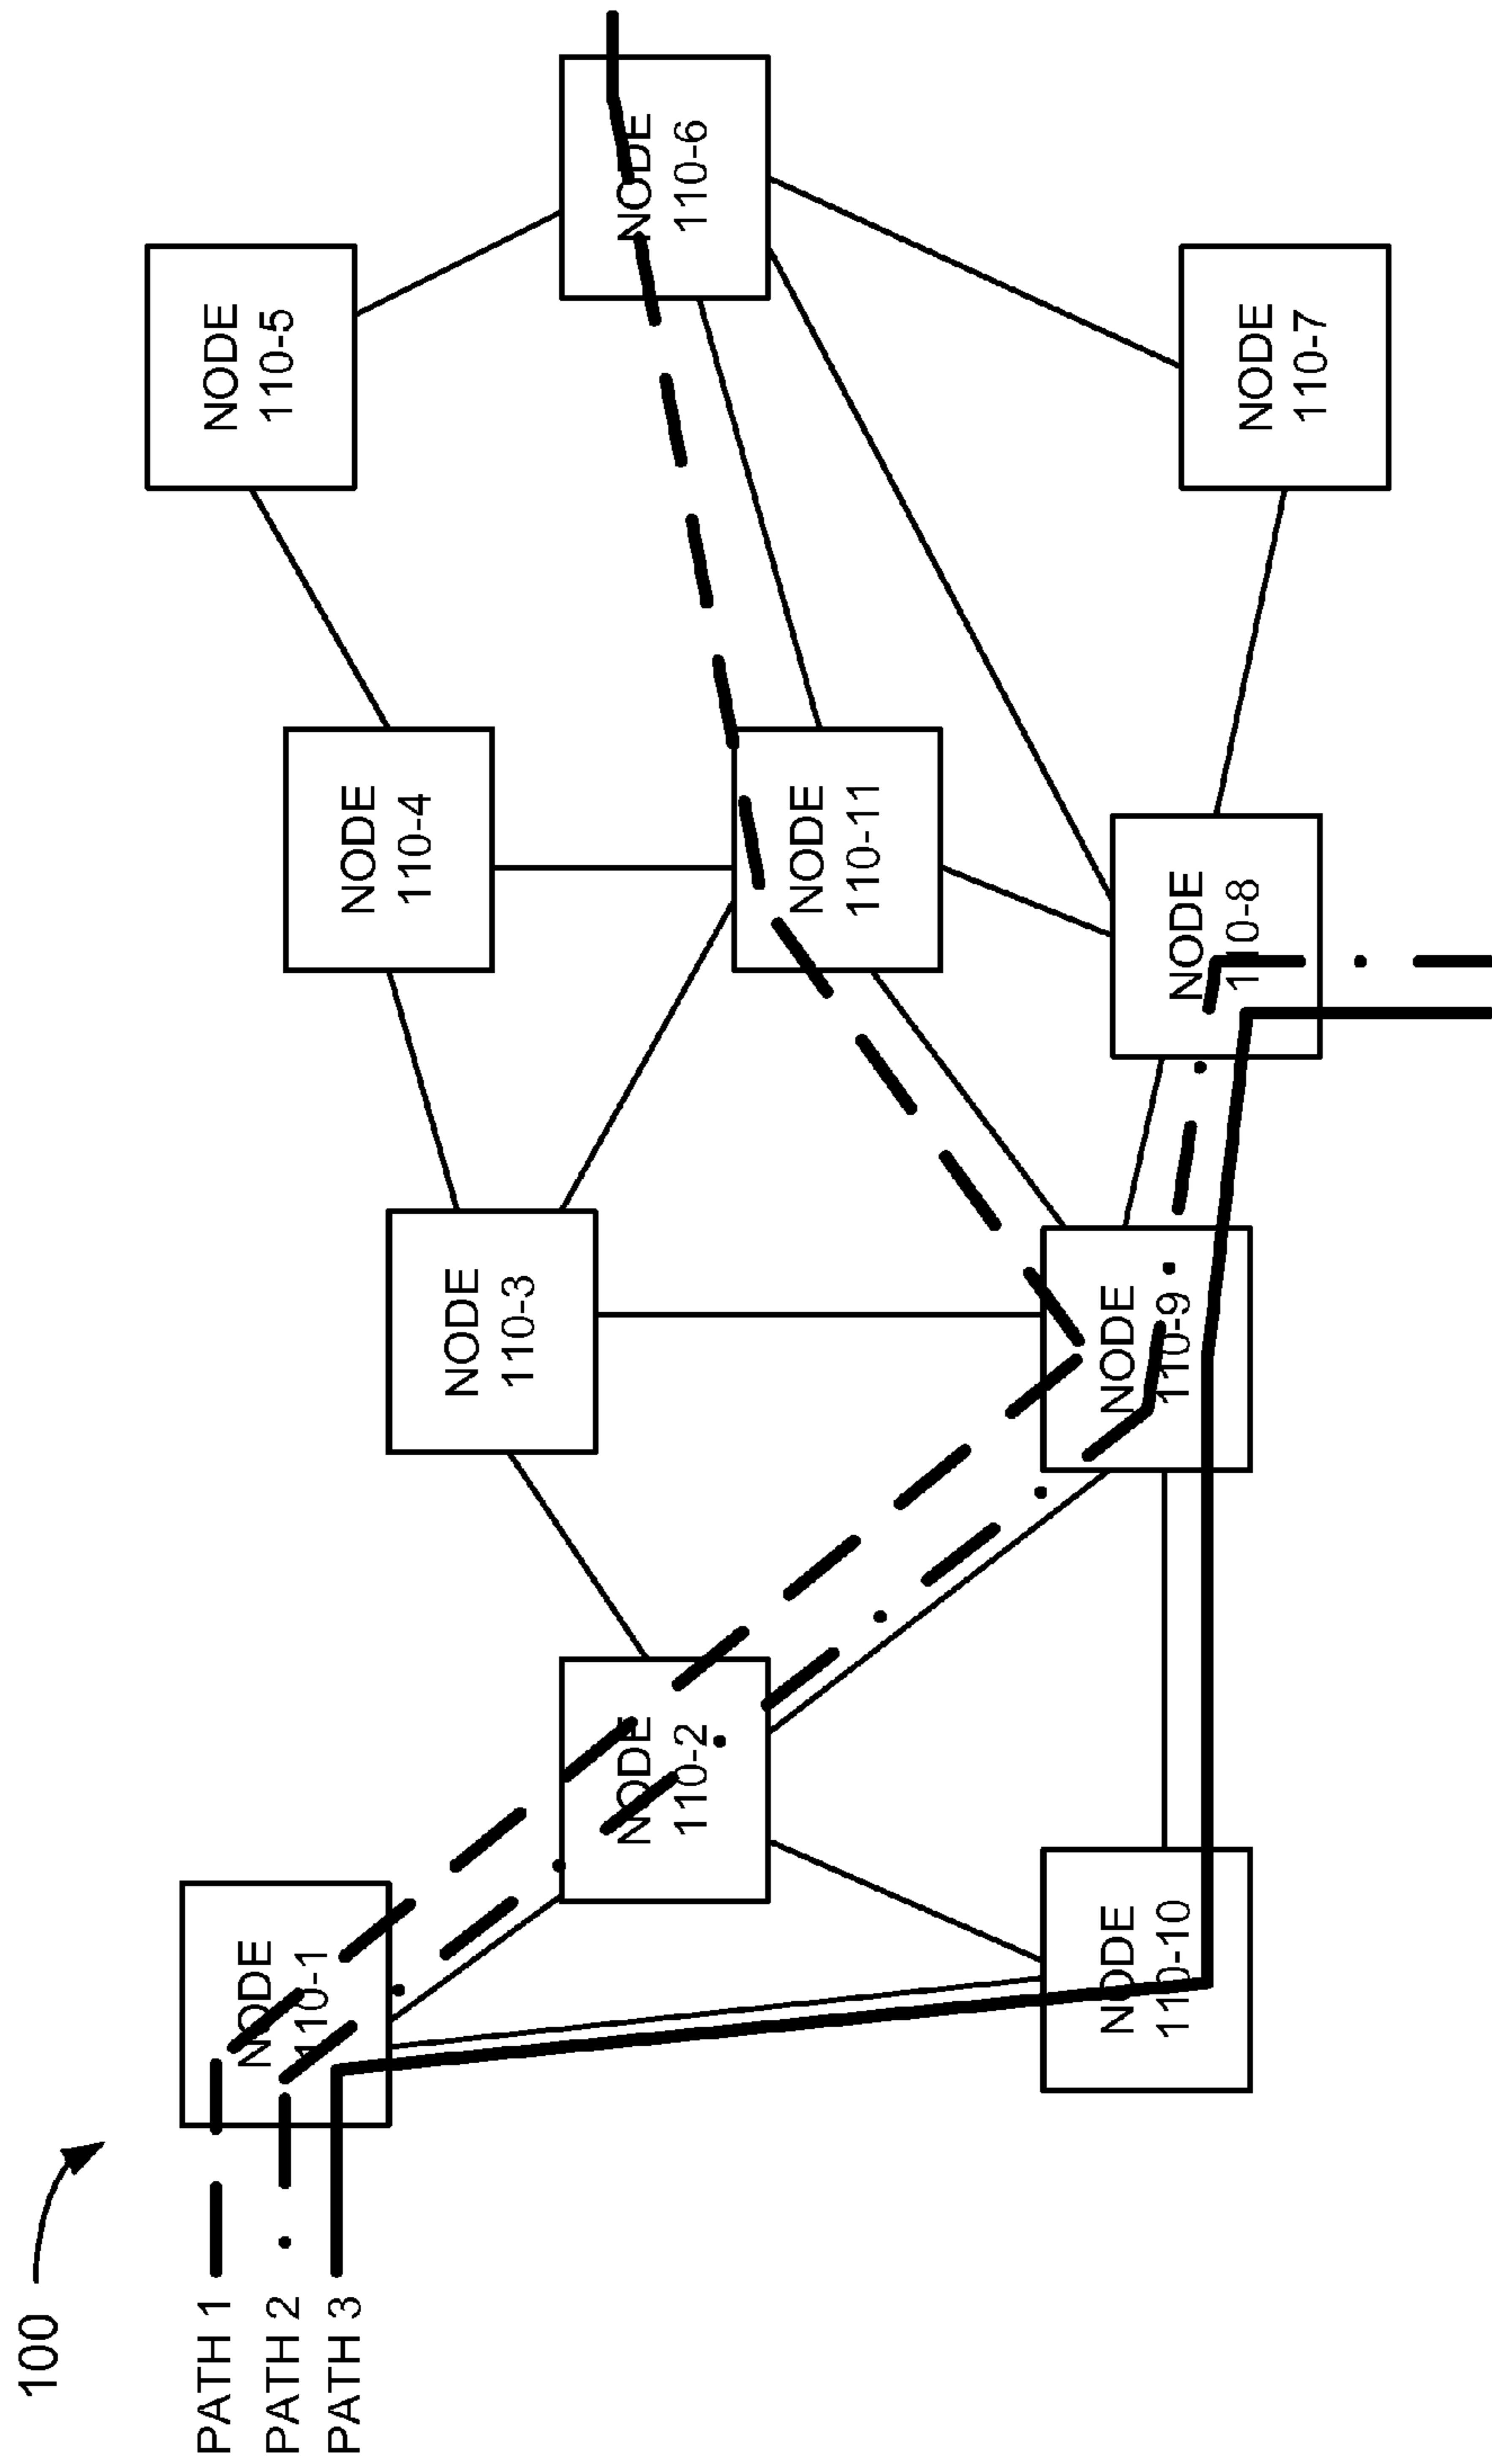 100
PATH 1
PATH 2
PATH 3
NODE
110-1
NODE
110-2
NODE
110-3
NODE
110-4
NODE
110-5
NODE
110-6
NODE
110-7
NODE
110-8
NODE
110-9
NODE
110-10
NODE
110-11